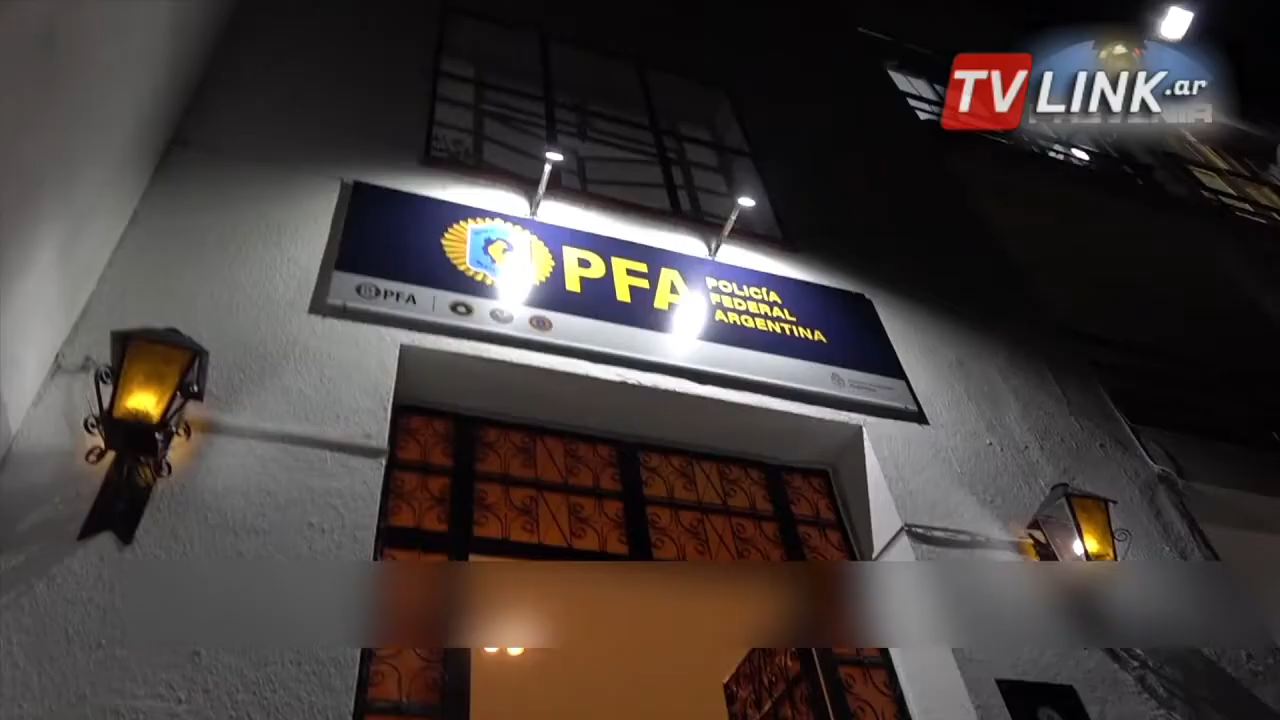 TV LINK.ar
PFA
POLICÍA
FEDERAL
ARGENTINA
PFA